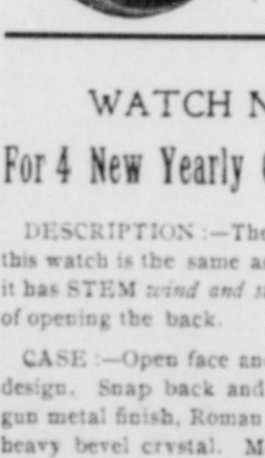 WATCH N
For 4 New Yearly
DESCRIPTION :—The
this watch is the same as
it has STEM wind and s
of opening the back.
CASE :—Open face an
design. Snap back and
gun metal finish, Roman
heavy bevel crystal. M